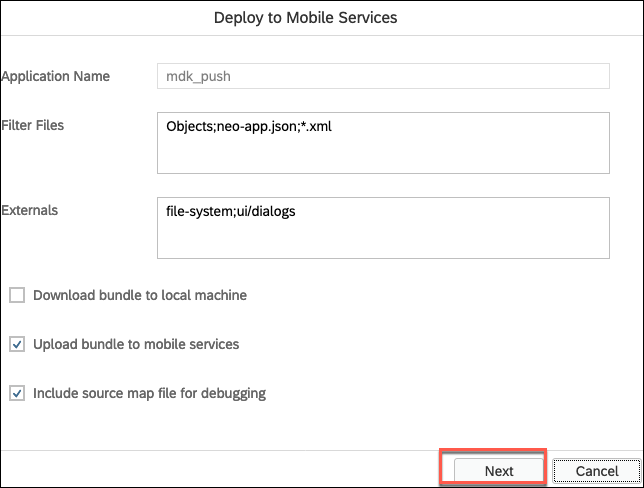 Deploy to Mobile Services
Application Name
mdk_push
Filter Files
Objects;neo-app.json;*.xml
Externals
file-system;ui/dialogs
Download bundle to local machine
Upload bundle to mobile services
Include source map file for debugging
Next
Cancel